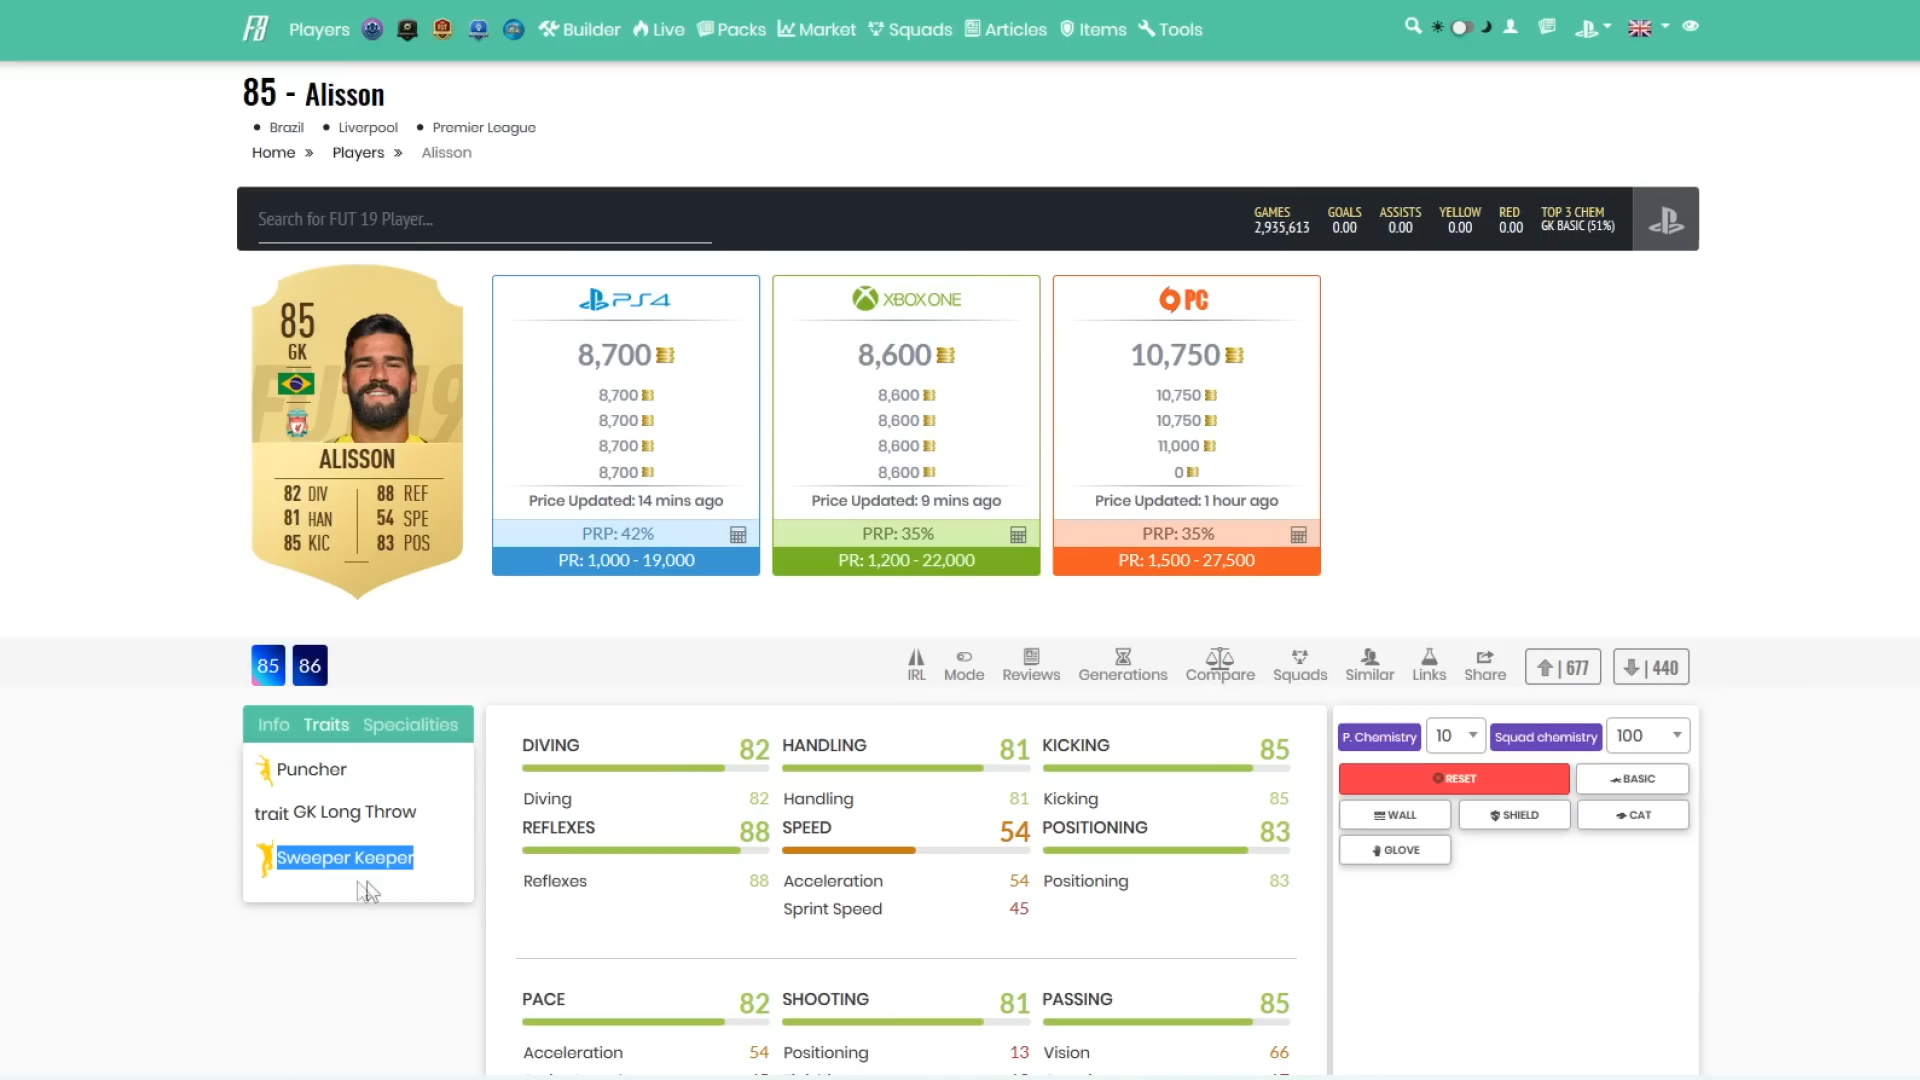 F8 Players Builder Live Packs Market Squads Articles Items Tools
85 - Alisson
Brazil Liverpool Premier League
Home » Players » Alisson
Search for FUT 19 Player...
GAMES GOALS ASSISTS YELLOW RED TOP 3 CHEM
2,935,613 0.00 0.00 0.00 0.00 GK BASIC (51%)
85
GK
ALISSON
82 DIV 88 REF
81 HAN 54 SPE
85 KIC 83 POS
PS4
8,700
8,700
8,700
8,700
8,700
Price Updated: 14 mins ago
PRP: 42%
PR: 1,000 - 19,000
XBOX ONE
8,600
8,600
8,600
8,600
8,600
Price Updated: 9 mins ago
PRP: 35%
PR: 1,200 - 22,000
PC
10,750
10,750
10,750
11,000
0
Price Updated: 1 hour ago
PRP: 35%
PR: 1,500 - 27,500
85 86
IRL Mode Reviews Generations Compare Squads Similar Links Share | 677 | 440
Info Traits Specialities
Puncher
trait GK Long Throw
Sweeper Keeper
DIVING 82 HANDLING 81 KICKING 85
Diving 82 Handling 81 Kicking 85
REFLEXES 88 SPEED 54 POSITIONING 83
Reflexes 88 Acceleration 54 Positioning 83
Sprint Speed 45
PACE 82 SHOOTING 81 PASSING 85
Acceleration 54 Positioning 13 Vision 66
P. Chemistry 10 Squad chemistry 100
RESET BASIC
WALL SHIELD CAT
GLOVE